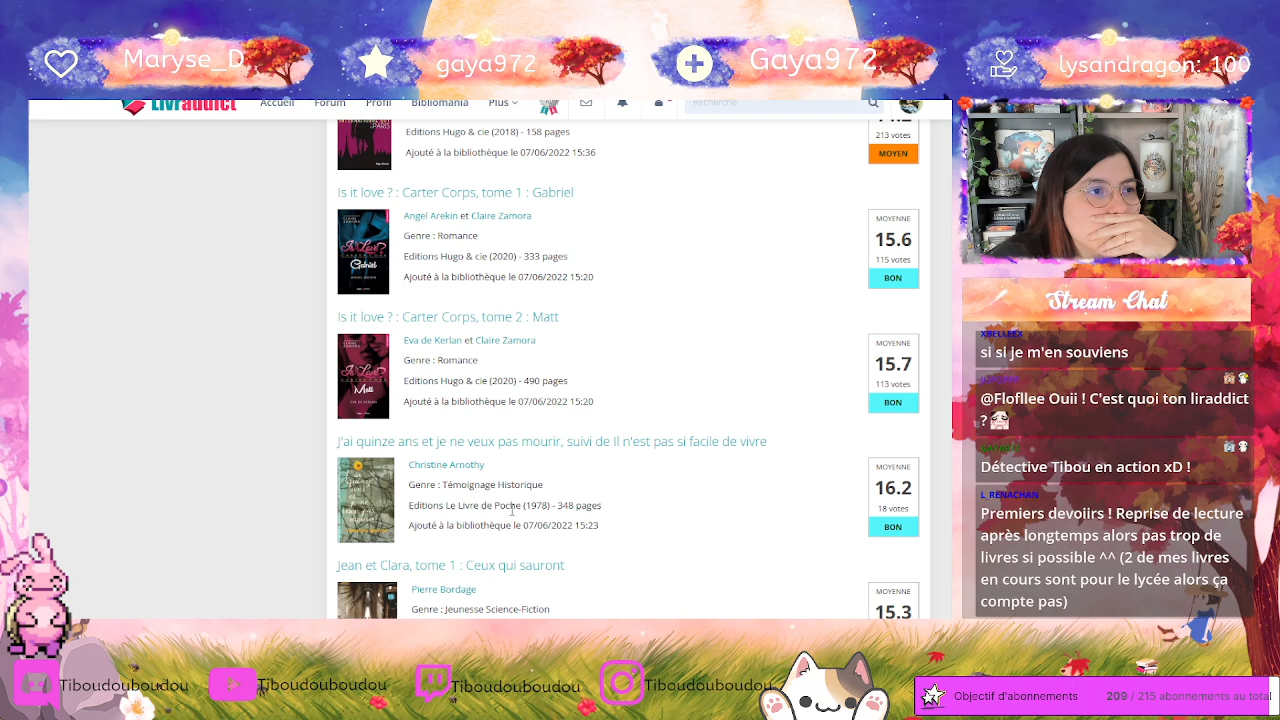 Maryse_D
gaya972
Gaya972
lysandragon: 100
Livraddict
Accueil
Forum
Profil
Bibliomania
Plus
Recherche
Editions Hugo & cie (2018) - 158 pages
Ajouté à la bibliothèque le 07/06/2022 15:36
213 votes
MOYEN
Is it love ? : Carter Corps, tome 1 : Gabriel
Angel Arekin et Claire Zamora
Genre : Romance
Editions Hugo & cie (2020) - 333 pages
Ajouté à la bibliothèque le 07/06/2022 15:20
MOYENNE
15.6
115 votes
BON
Is it love ? : Carter Corps, tome 2 : Matt
Eva de Kerlan et Claire Zamora
Genre : Romance
Editions Hugo & cie (2020) - 490 pages
Ajouté à la bibliothèque le 07/06/2022 15:20
MOYENNE
15.7
113 votes
BON
J'ai quinze ans et je ne veux pas mourir, suivi de Il n'est pas si facile de vivre
Christine Arnothy
Genre : Témoignage Historique
Editions Le Livre de Poche (1978) - 348 pages
Ajouté à la bibliothèque le 07/06/2022 15:23
MOYENNE
16.2
18 votes
BON
Jean et Clara, tome 1 : Ceux qui sauront
Pierre Bordage
Genre : Jeunesse Science-Fiction
MOYENNE
15.3
Stream Chat
XBELLEEX
si si je m'en souviens
@Flofllee Ouii ! C'est quoi ton liraddict
?
GAYA972
Détective Tibou en action xD !
L_RENACHAN
Premiers devoiirs ! Reprise de lecture
après longtemps alors pas trop de
livres si possible ^^ (2 de mes livres
en cours sont pour le lycée alors ça
compte pas)
Tiboudouboudou
Tiboudouboudou
Tiboudouboudou
Tiboudouboudou
Objectif d'abonnements
209 / 215 abonnements au total